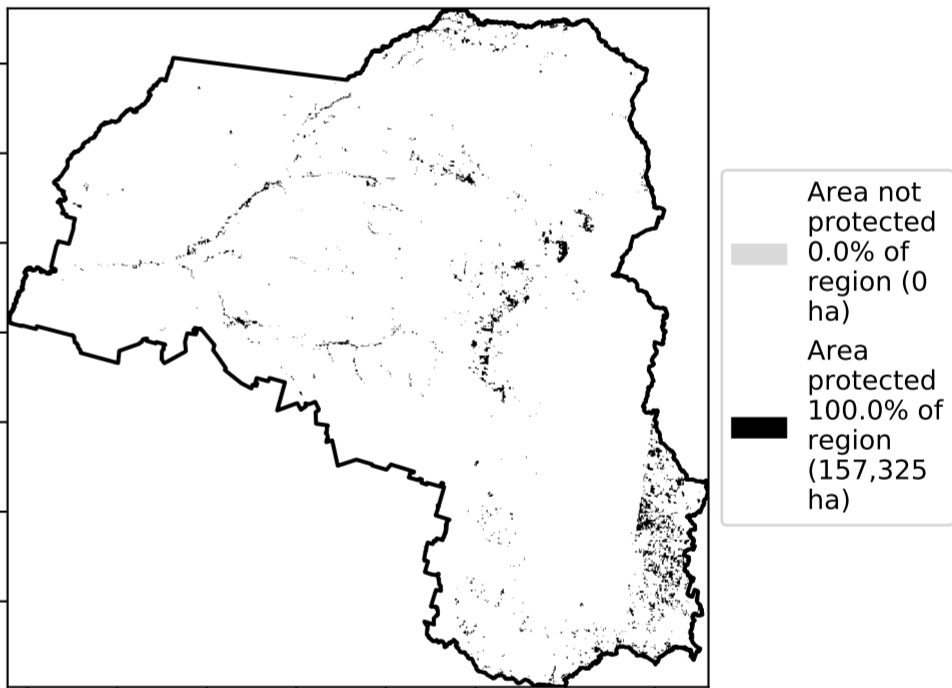 Area not
protected
0.0% of
region (0
ha)
Area
protected
100.0% of
region
(157,325
ha)